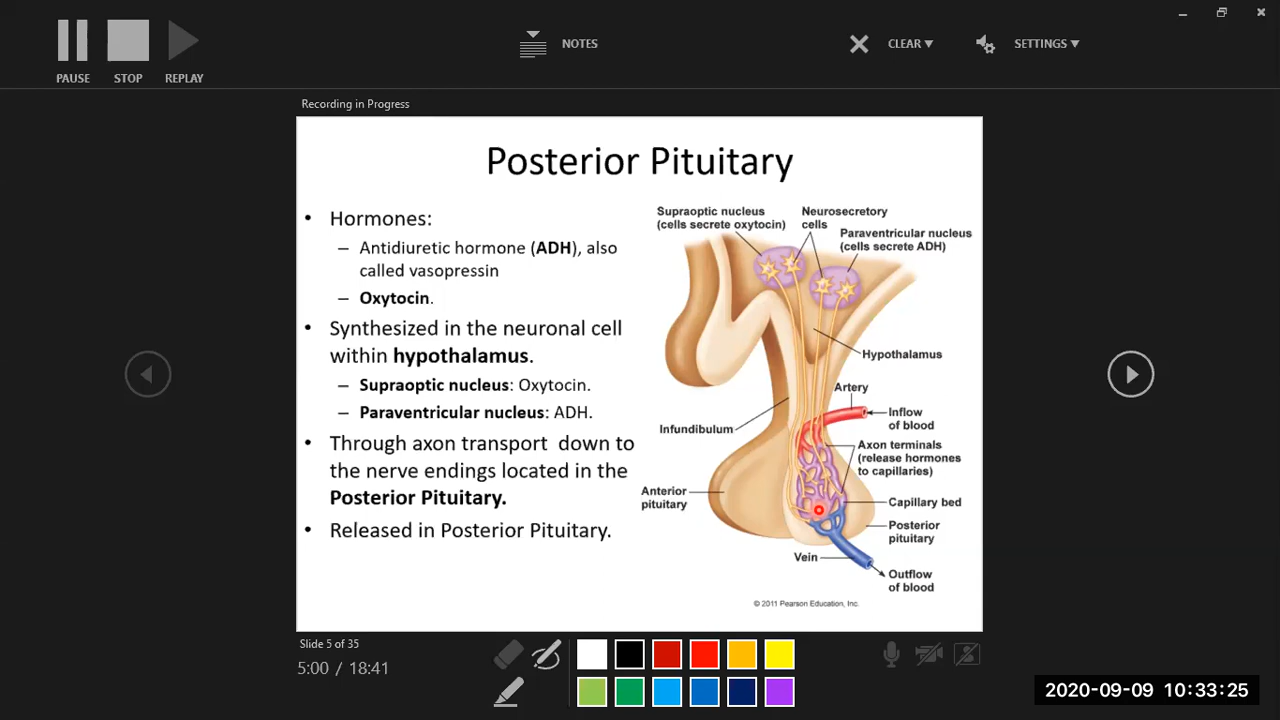 PAUSE
STOP
REPLAY
NOTES
CLEAR
SETTINGS
Recording in Progress
Posterior Pituitary
• Hormones:
– Antidiuretic hormone (ADH), also
called vasopressin
– Oxytocin.
• Synthesized in the neuronal cell
within hypothalamus.
– Supraoptic nucleus: Oxytocin.
– Paraventricular nucleus: ADH.
• Through axon transport down to
the nerve endings located in the
Posterior Pituitary.
• Released in Posterior Pituitary.
Supraoptic nucleus
(cells secrete oxytocin)
Neurosecretory
cells
Paraventricular nucleus
(cells secrete ADH)
Hypothalamus
Artery
Inflow
of blood
Infundibulum
Axon terminals
(release hormones
to capillaries)
Anterior
pituitary
Capillary bed
Posterior
pituitary
Vein
Outflow
of blood
© 2011 Pearson Education, Inc.
Slide 5 of 35
5:00 / 18:41
2020-09-09 10:33:25